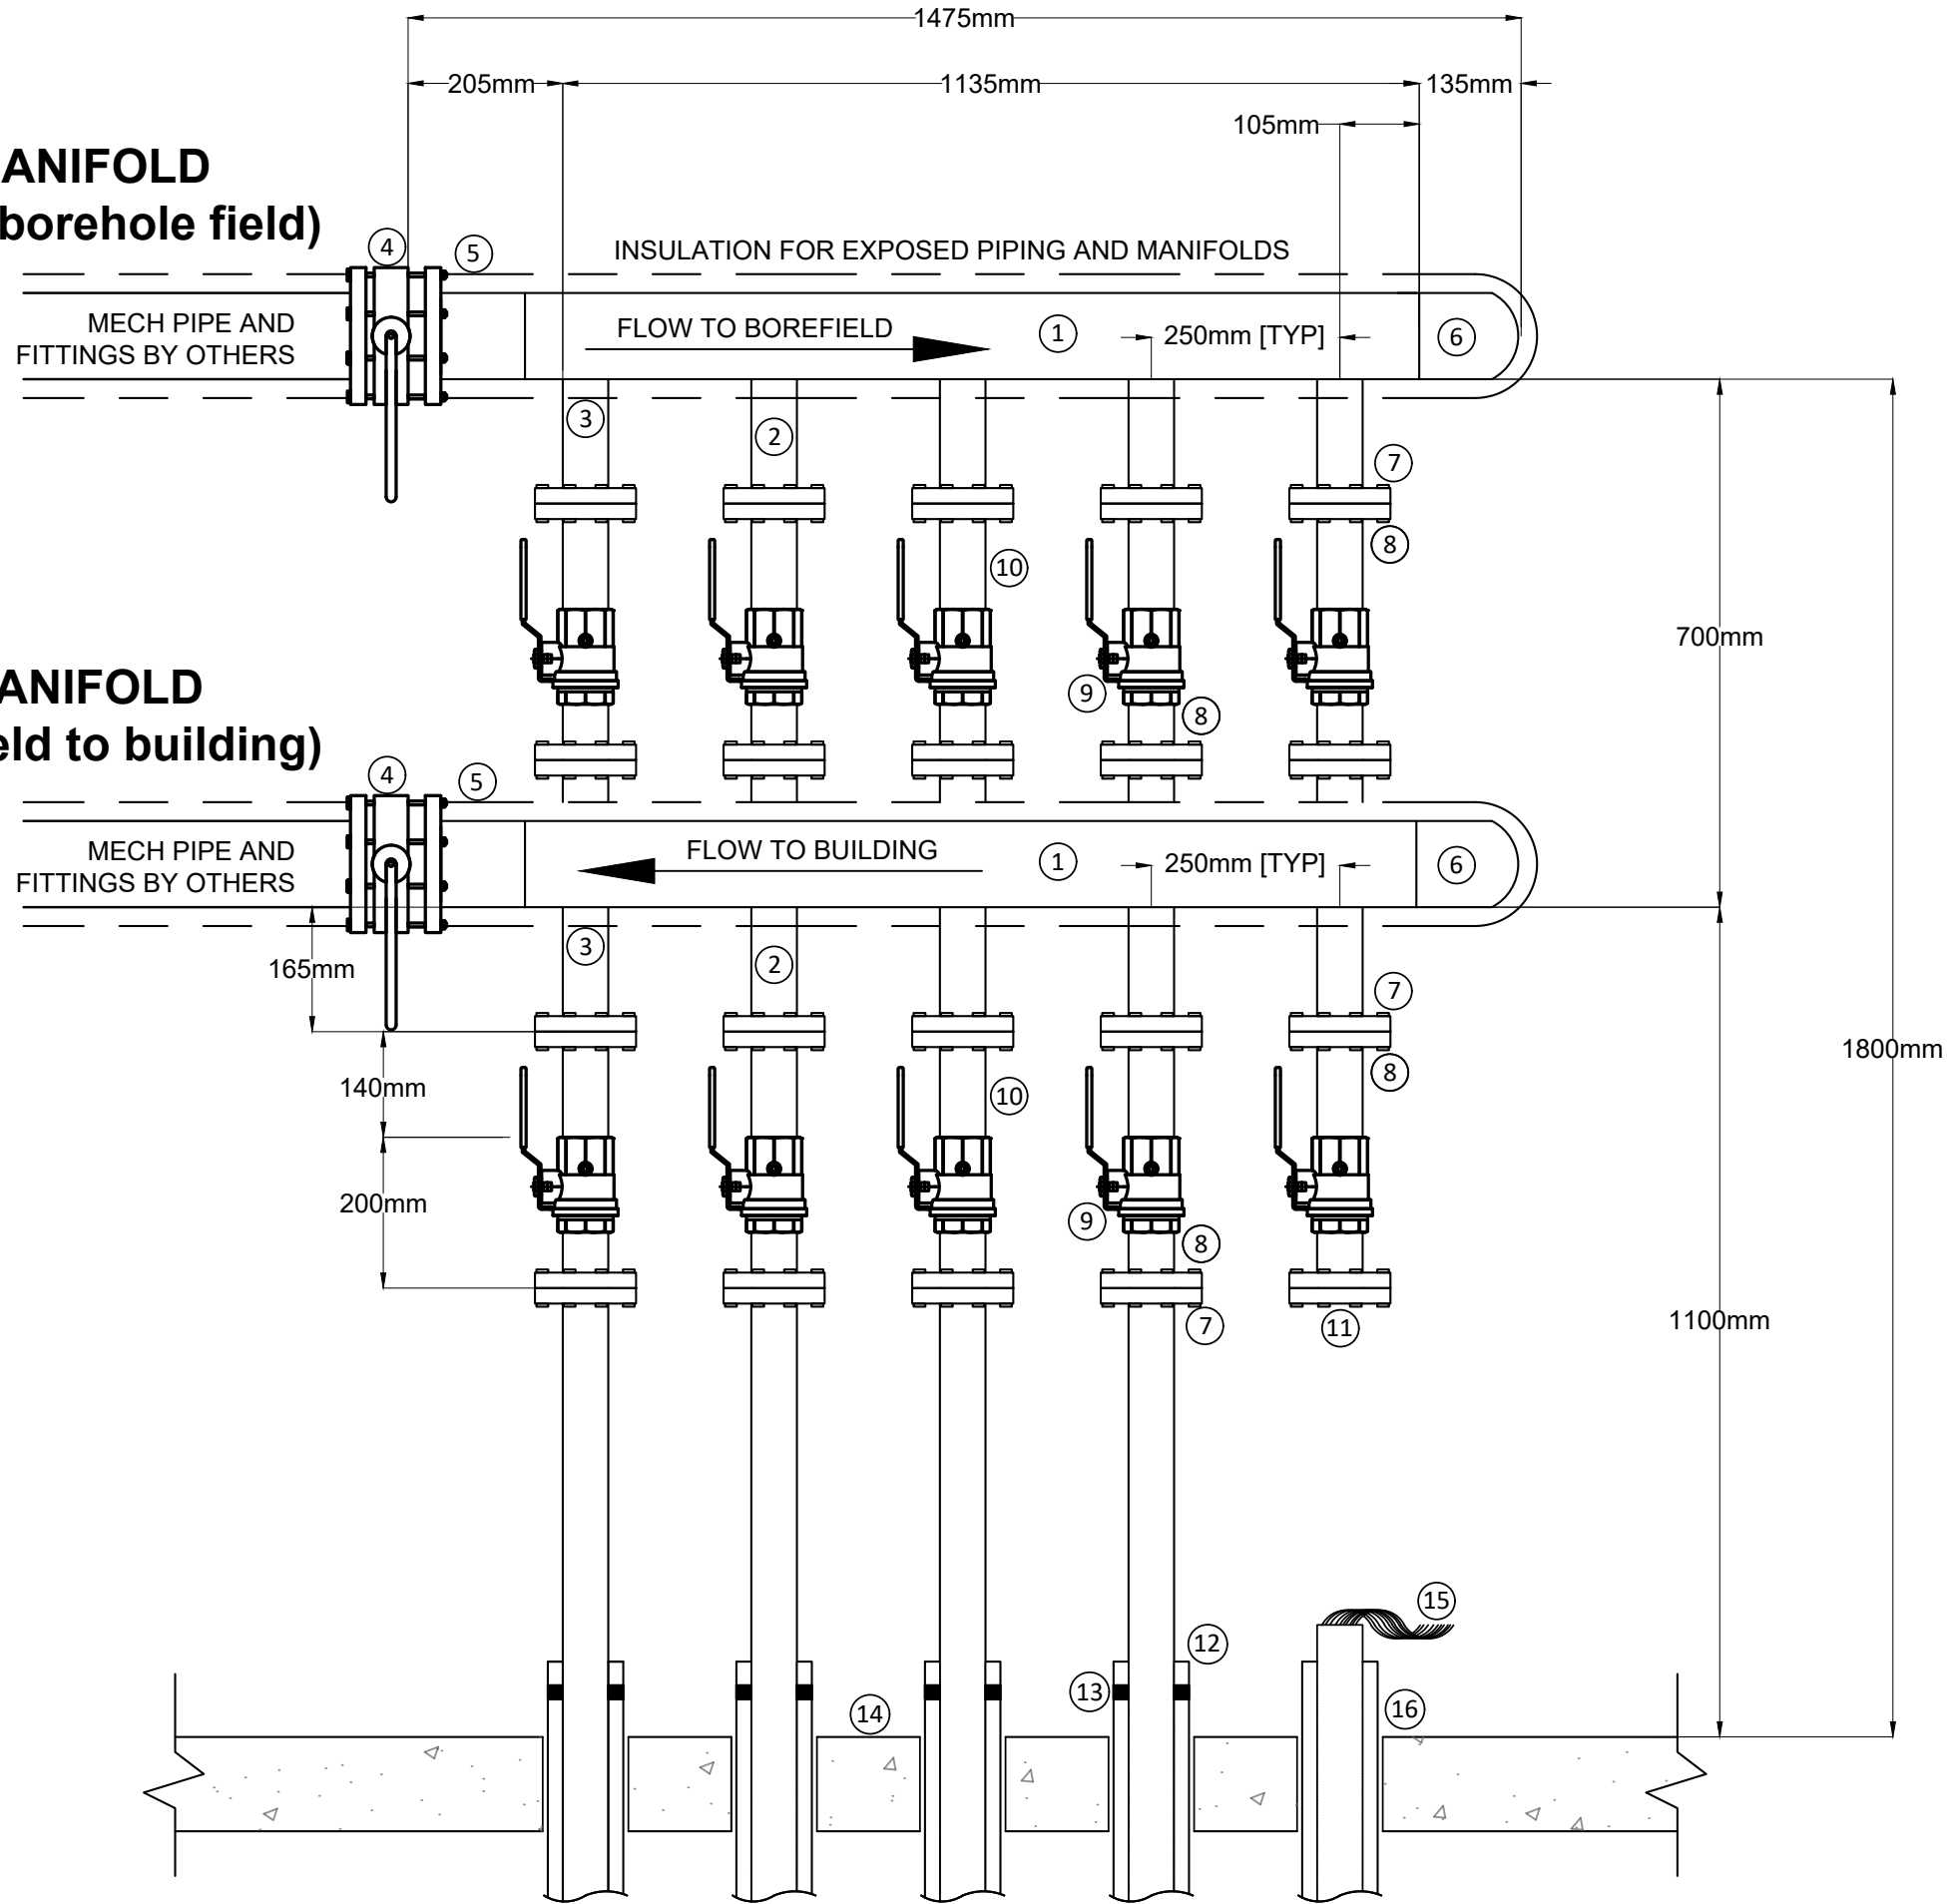 1475mm
205mm
1135mm
135mm
105mm
ANIFOLD
borehole field)
4
5
INSULATION FOR EXPOSED PIPING AND MANIFOLDS
MECH PIPE AND
FITTINGS BY OTHERS
FLOW TO BOREFIELD
1
250mm [TYP]
6
3
2
7
8
10
700mm
9
8
ANIFOLD
eld to building)
4
5
MECH PIPE AND
FITTINGS BY OTHERS
FLOW TO BUILDING
1
250mm [TYP]
6
3
2
165mm
7
8
1800mm
140mm
10
200mm
9
8
7
11
1100mm
15
12
13
14
16